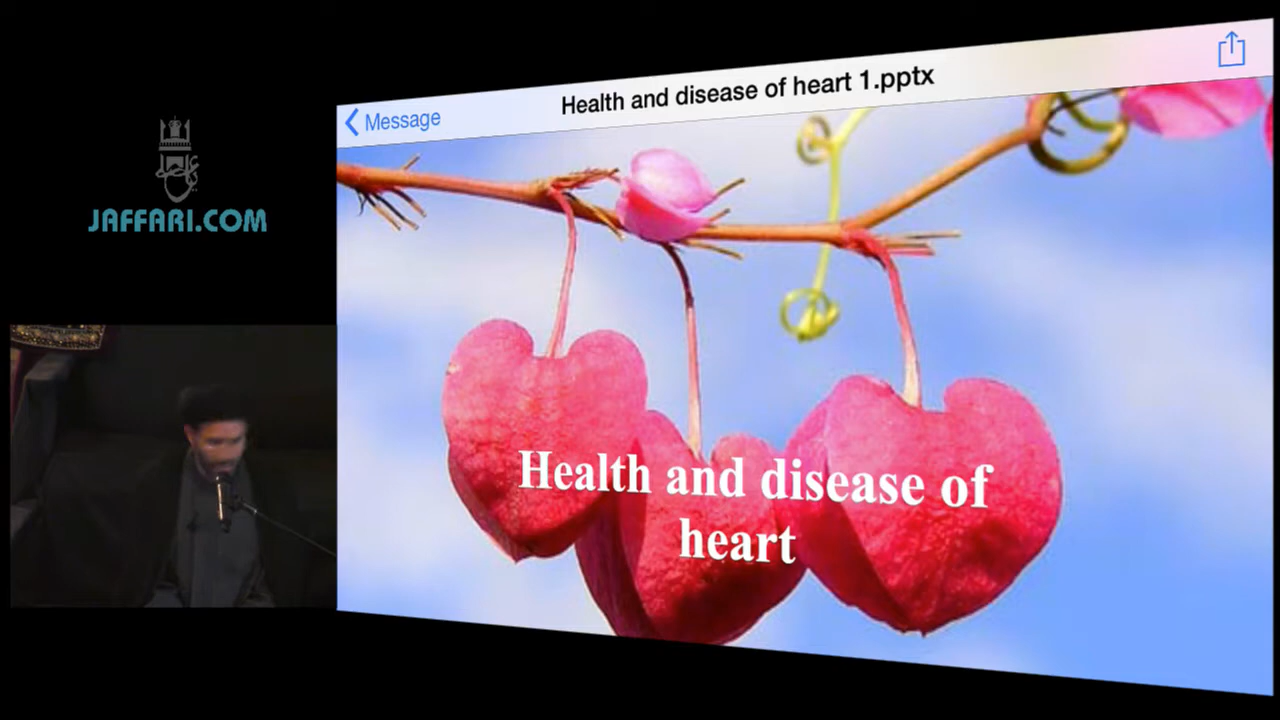 Health and disease of heart 1.pptx
Message
JAFFARI.COM
Health and disease of
heart